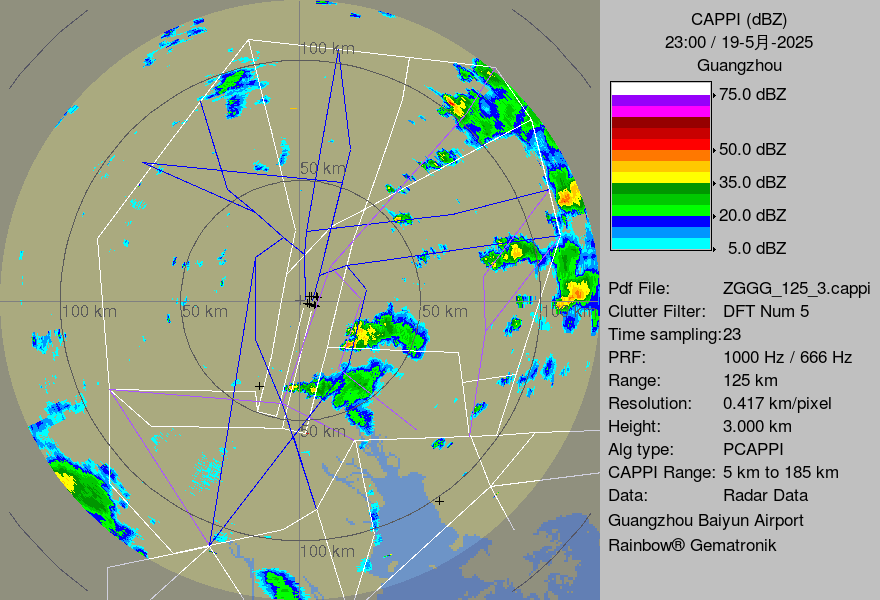 CAPPI (dBZ)
23:00 / 19-5月-2025
Guangzhou
75.0 dBZ
50.0 dBZ
35.0 dBZ
20.0 dBZ
5.0 dBZ
Pdf File: ZGGG_125_3.cappi
Clutter Filter: DFT Num 5
Time sampling:23
PRF: 1000 Hz / 666 Hz
Range: 125 km
Resolution: 0.417 km/pixel
Height: 3.000 km
Alg type: PCAPPI
CAPPI Range: 5 km to 185 km
Data: Radar Data
Guangzhou Baiyun Airport
Rainbow® Gematronik
100 km
50 km
100 km
50 km
50 km
100 km
50 km
100 km